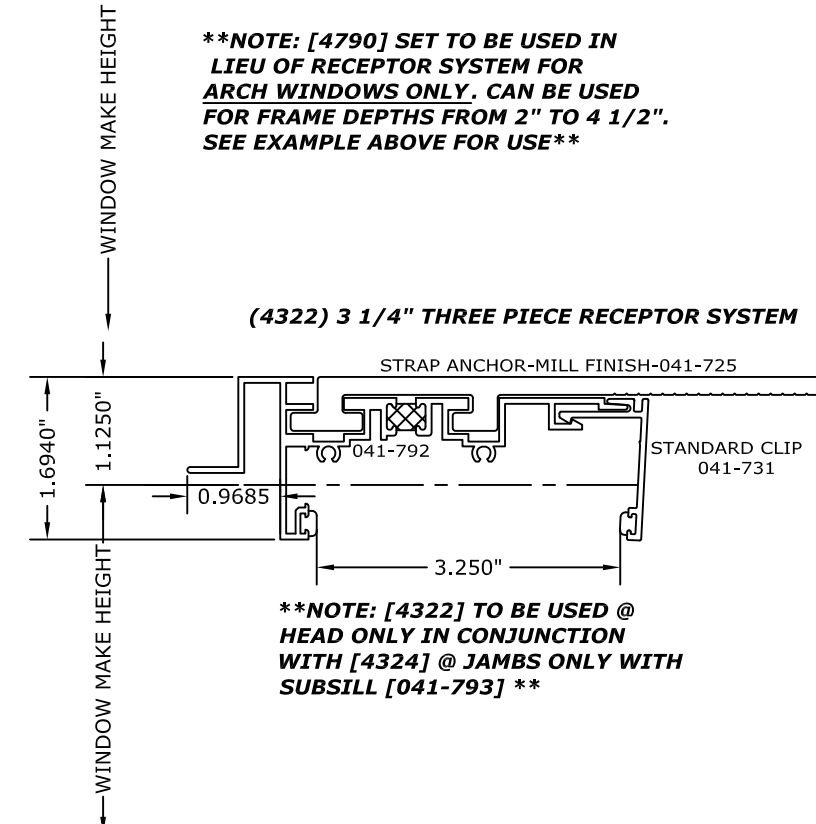 WINDOW MAKE HEIGHT
**NOTE: [4790] SET TO BE USED IN
LIEU OF RECEPTOR SYSTEM FOR
ARCH WINDOWS ONLY. CAN BE USED
FOR FRAME DEPTHS FROM 2" TO 4 1/2".
SEE EXAMPLE ABOVE FOR USE**
(4322) 3 1/4" THREE PIECE RECEPTOR SYSTEM
STRAP ANCHOR-MILL FINISH-041-725
1.6940"
1.1250"
041-792
STANDARD CLIP
041-731
0.9685
3.250"
WINDOW MAKE HEIGHT
**NOTE: [4322] TO BE USED @
HEAD ONLY IN CONJUNCTION
WITH [4324] @ JAMBS ONLY WITH
SUBSILL [041-793] **